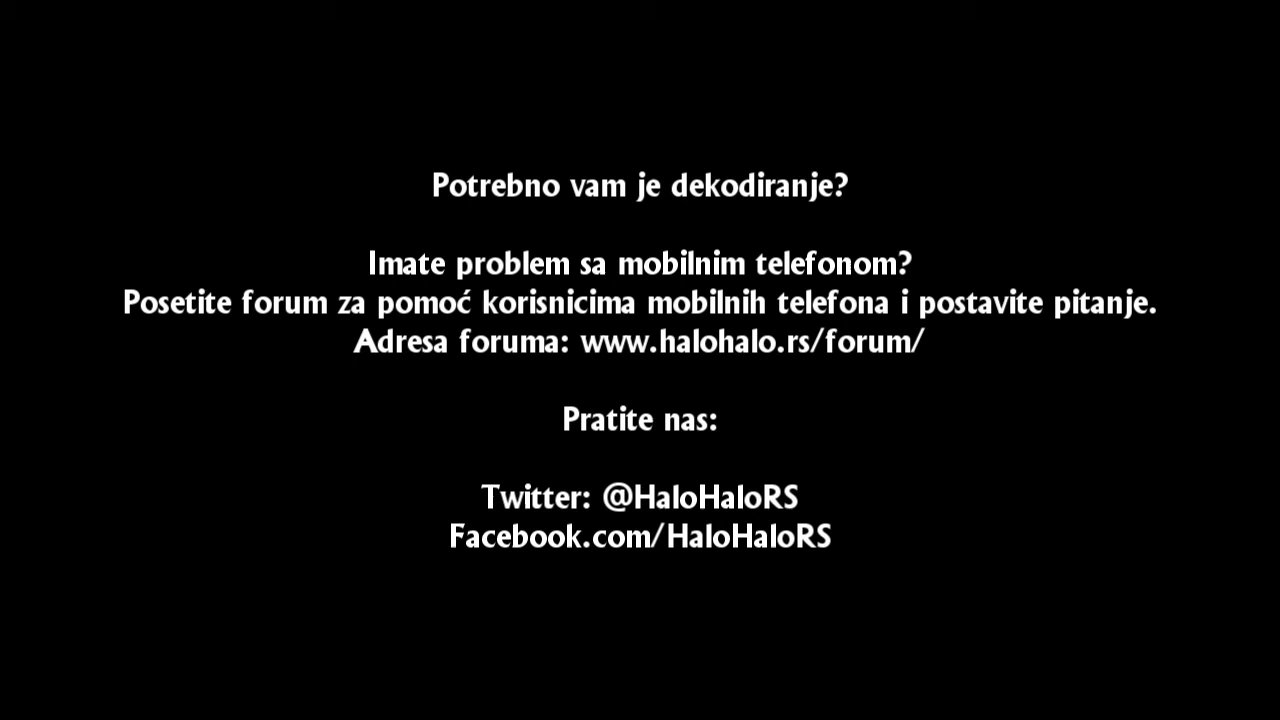 Potrebno vam je dekodiranje?
Imate problem sa mobilnim telefonom?
Posetite forum za pomoć korisnicima mobilnih telefona i postavite pitanje.
Adresa foruma: www.halohalo.rs/forum/
Pratite nas:
Twitter: @HaloHaloRS
Facebook.com/HaloHaloRS